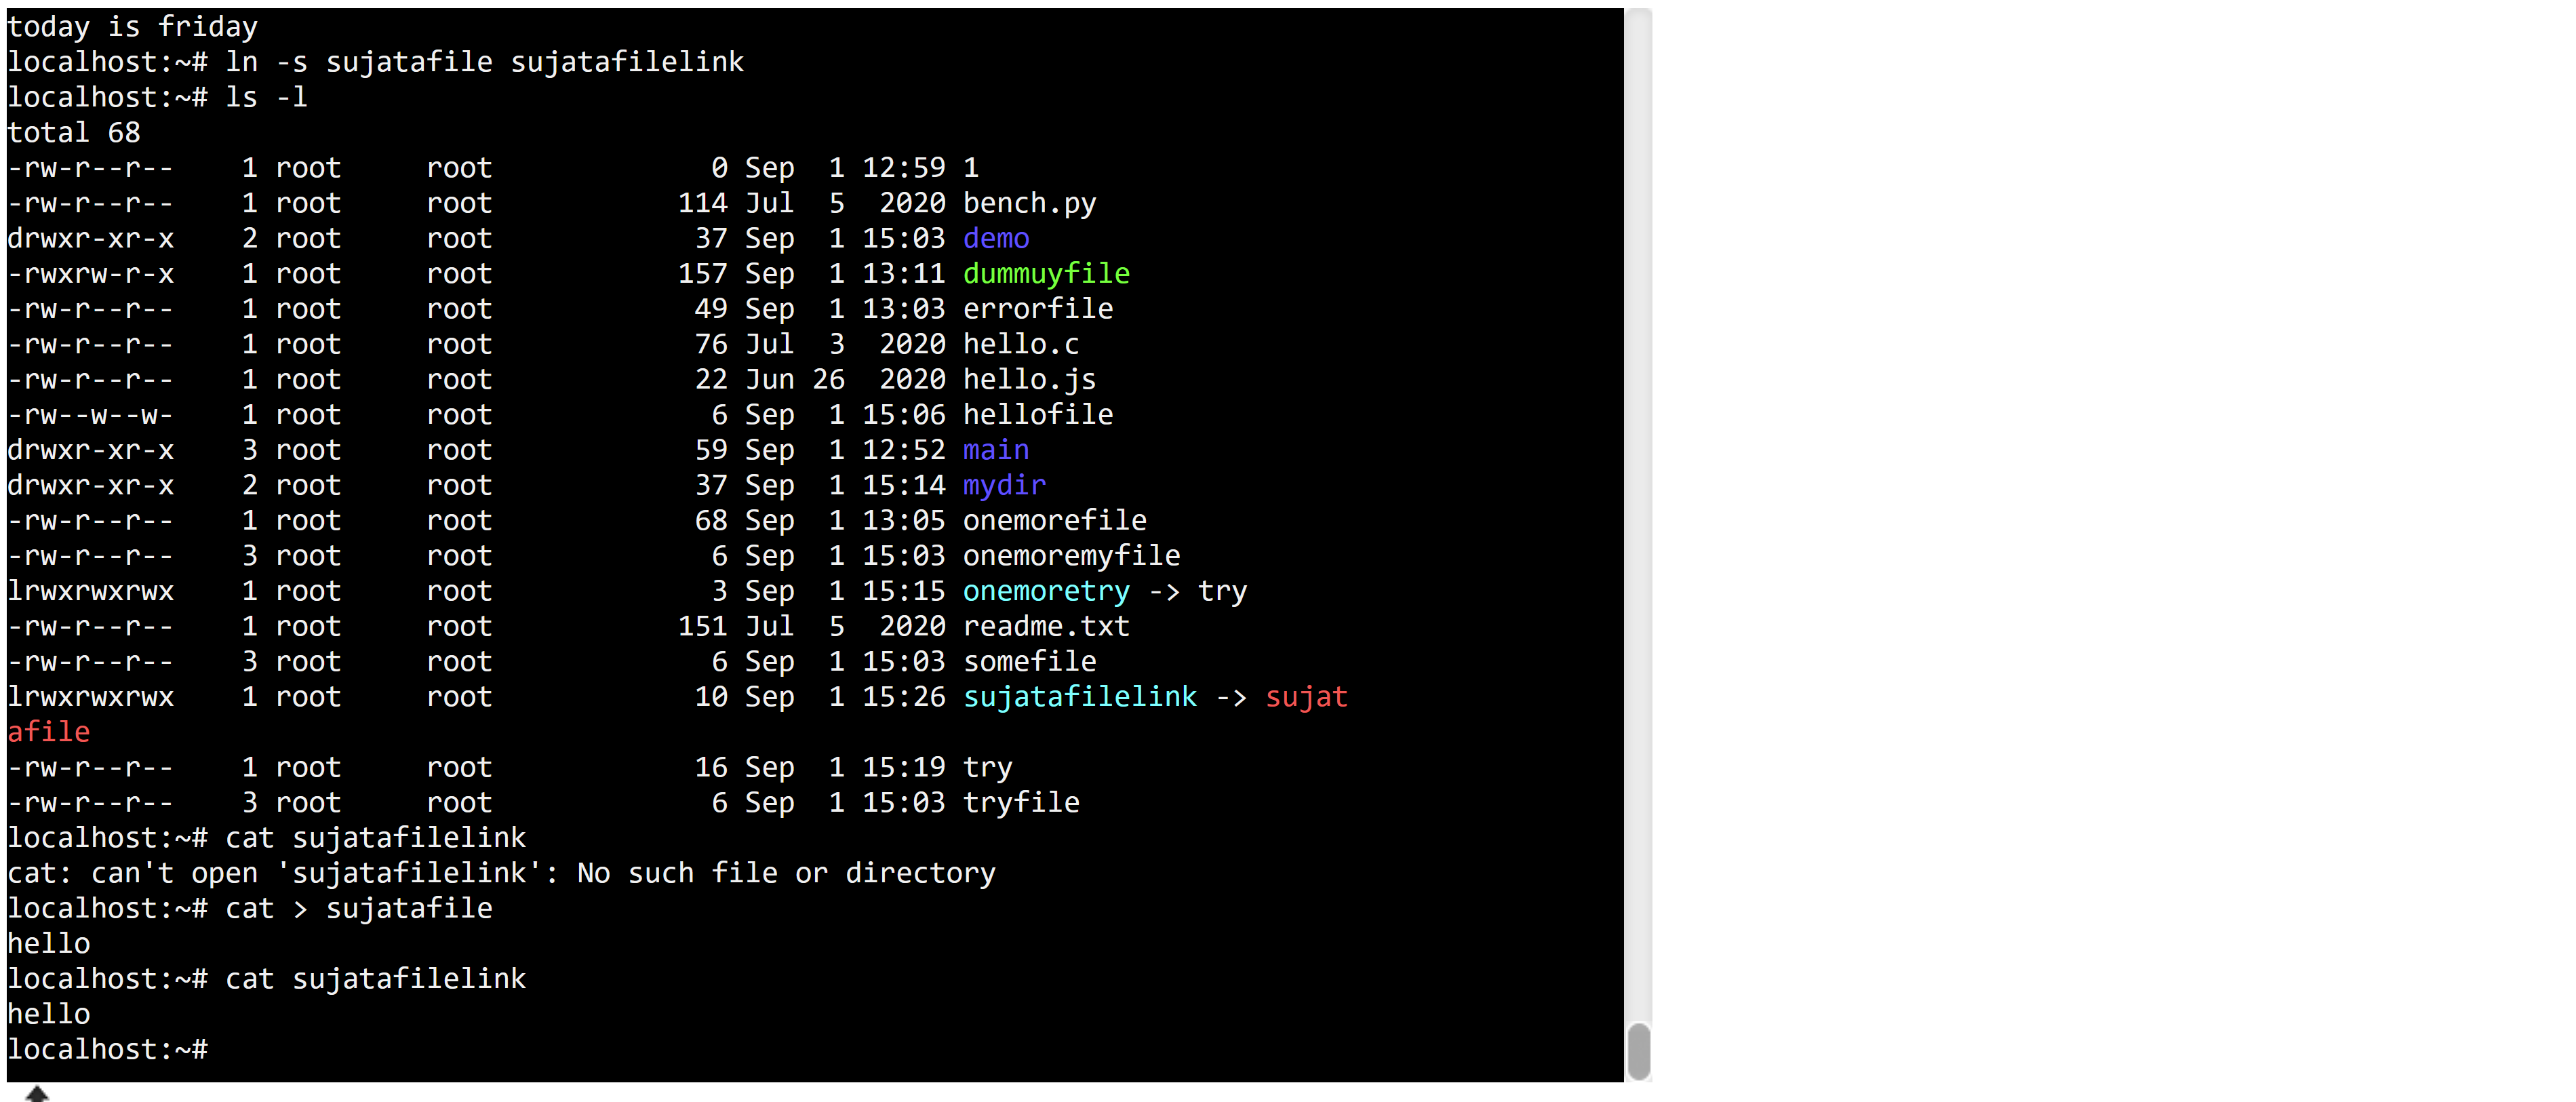 today is friday
localhost:~# ln -s sujatafile sujatafilelink
localhost:~# ls -l
total 68
-rw-r--r--    1 root     root             0 Sep  1 12:59 1
-rw-r--r--    1 root     root           114 Jul  5  2020 bench.py
drwxr-xr-x    2 root     root            37 Sep  1 15:03 demo
-rwxrw-r-x    1 root     root           157 Sep  1 13:11 dummuyfile
-rw-r--r--    1 root     root            49 Sep  1 13:03 errorfile
-rw-r--r--    1 root     root            76 Jul  3  2020 hello.c
-rw-r--r--    1 root     root            22 Jun 26  2020 hello.js
-rw--w--w-    1 root     root             6 Sep  1 15:06 hellofile
drwxr-xr-x    3 root     root            59 Sep  1 12:52 main
drwxr-xr-x    2 root     root            37 Sep  1 15:14 mydir
-rw-r--r--    1 root     root            68 Sep  1 13:05 onemorefile
-rw-r--r--    3 root     root             6 Sep  1 15:03 onemoremyfile
lrwxrwxrwx    1 root     root             3 Sep  1 15:15 onemoretry -> try
-rw-r--r--    1 root     root           151 Jul  5  2020 readme.txt
-rw-r--r--    3 root     root             6 Sep  1 15:03 somefile
lrwxrwxrwx    1 root     root            10 Sep  1 15:26 sujatafilelink -> sujat
afile
-rw-r--r--    1 root     root            16 Sep  1 15:19 try
-rw-r--r--    3 root     root             6 Sep  1 15:03 tryfile
localhost:~# cat sujatafilelink
cat: can't open 'sujatafilelink': No such file or directory
localhost:~# cat > sujatafile
hello
localhost:~# cat sujatafilelink
hello
localhost:~#